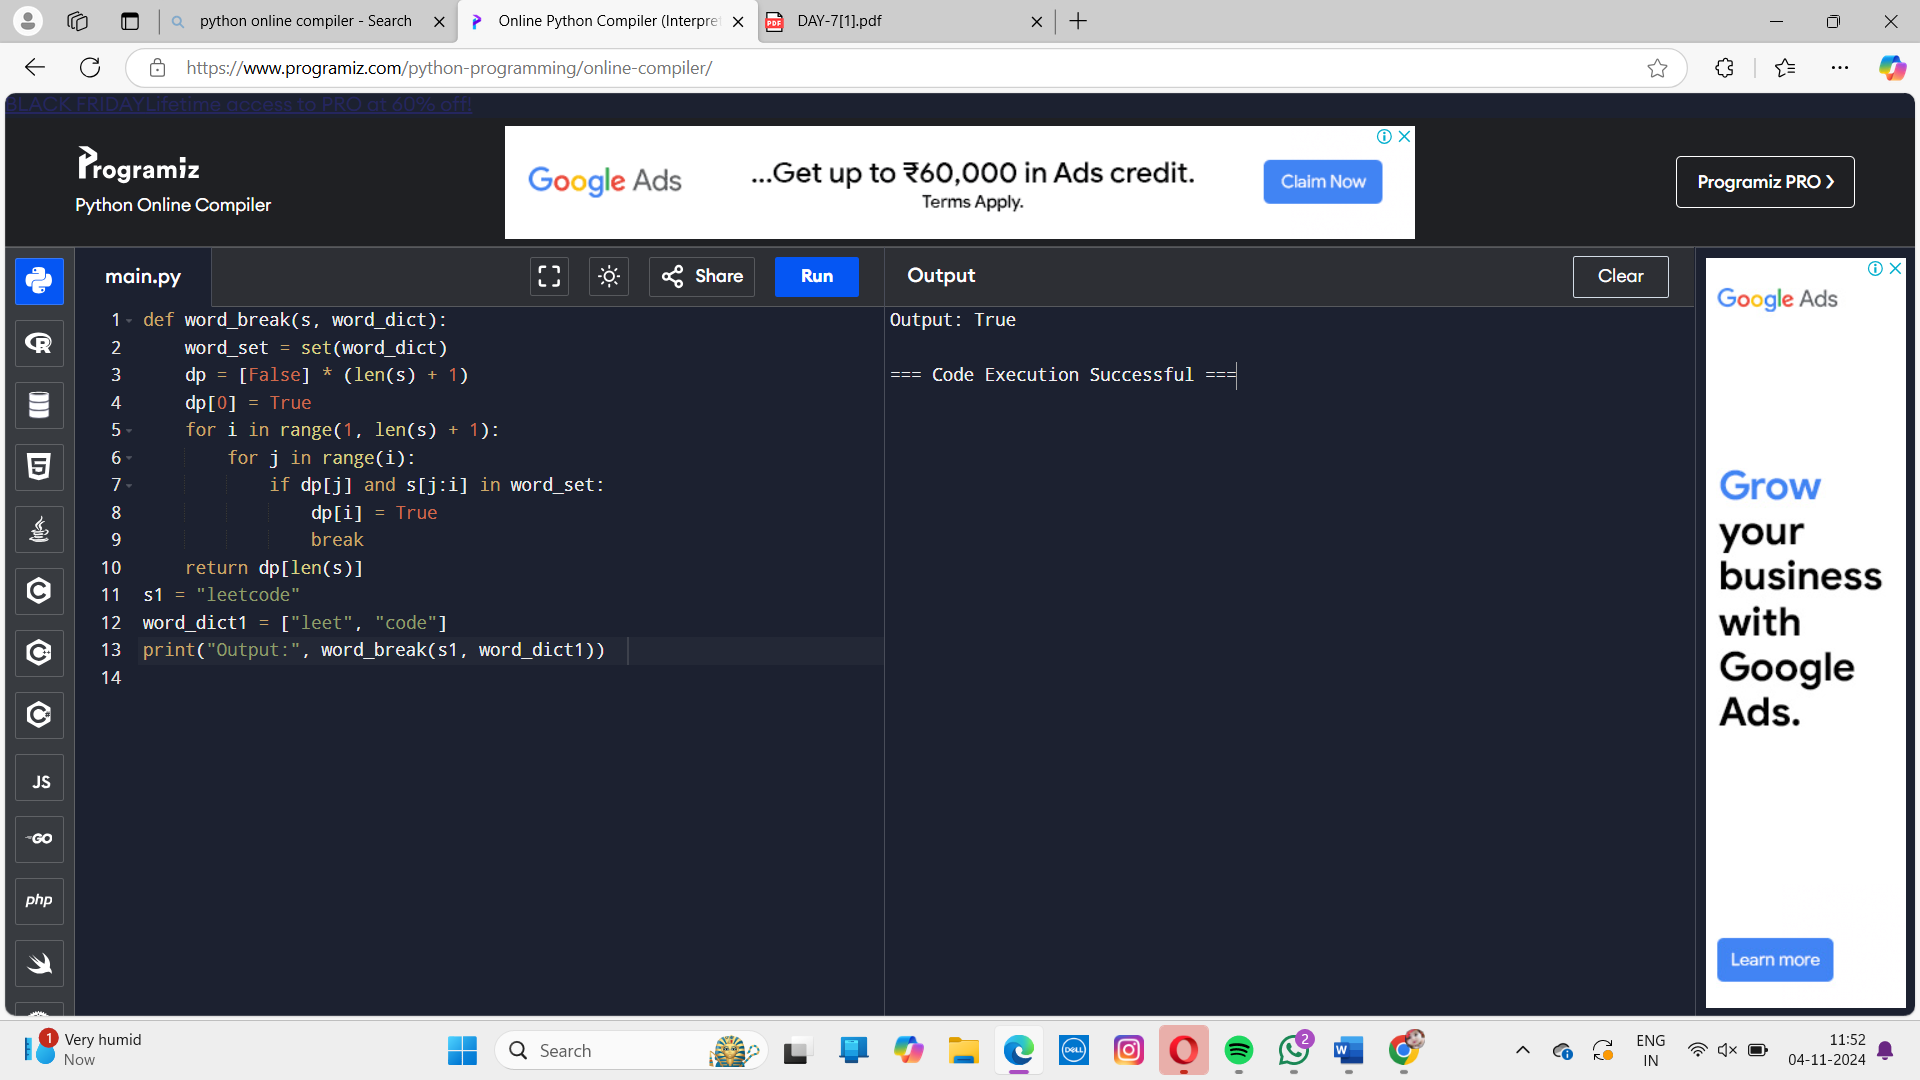 python online compiler - Search
Online Python Compiler (Interpre
DAY-7[1].pdf
https://www.programiz.com/python-programming/online-compiler/
BLACK FRIDAYLifetime access to PRO at 60% off!
Programiz
Python Online Compiler
Google Ads
...Get up to ₹60,000 in Ads credit.
Terms Apply.
Claim Now
Programiz PRO ❯
main.py
Share
Run
Output
Clear
1 def word_break(s, word_dict):
2 word_set = set(word_dict)
3 dp = [False] * (len(s) + 1)
4 dp[0] = True
5 for i in range(1, len(s) + 1):
6 for j in range(i):
7 if dp[j] and s[j:i] in word_set:
8 dp[i] = True
9 break
10 return dp[len(s)]
11 s1 = "leetcode"
12 word_dict1 = ["leet", "code"]
13 print("Output:", word_break(s1, word_dict1))
14
Output: True
=== Code Execution Successful ===
JS
GO
php
Google Ads
Grow
your
business
with
Google
Ads.
Learn more
1
Very humid
Now
Search
DELL
2
W
ENG
IN
11:52
04-11-2024